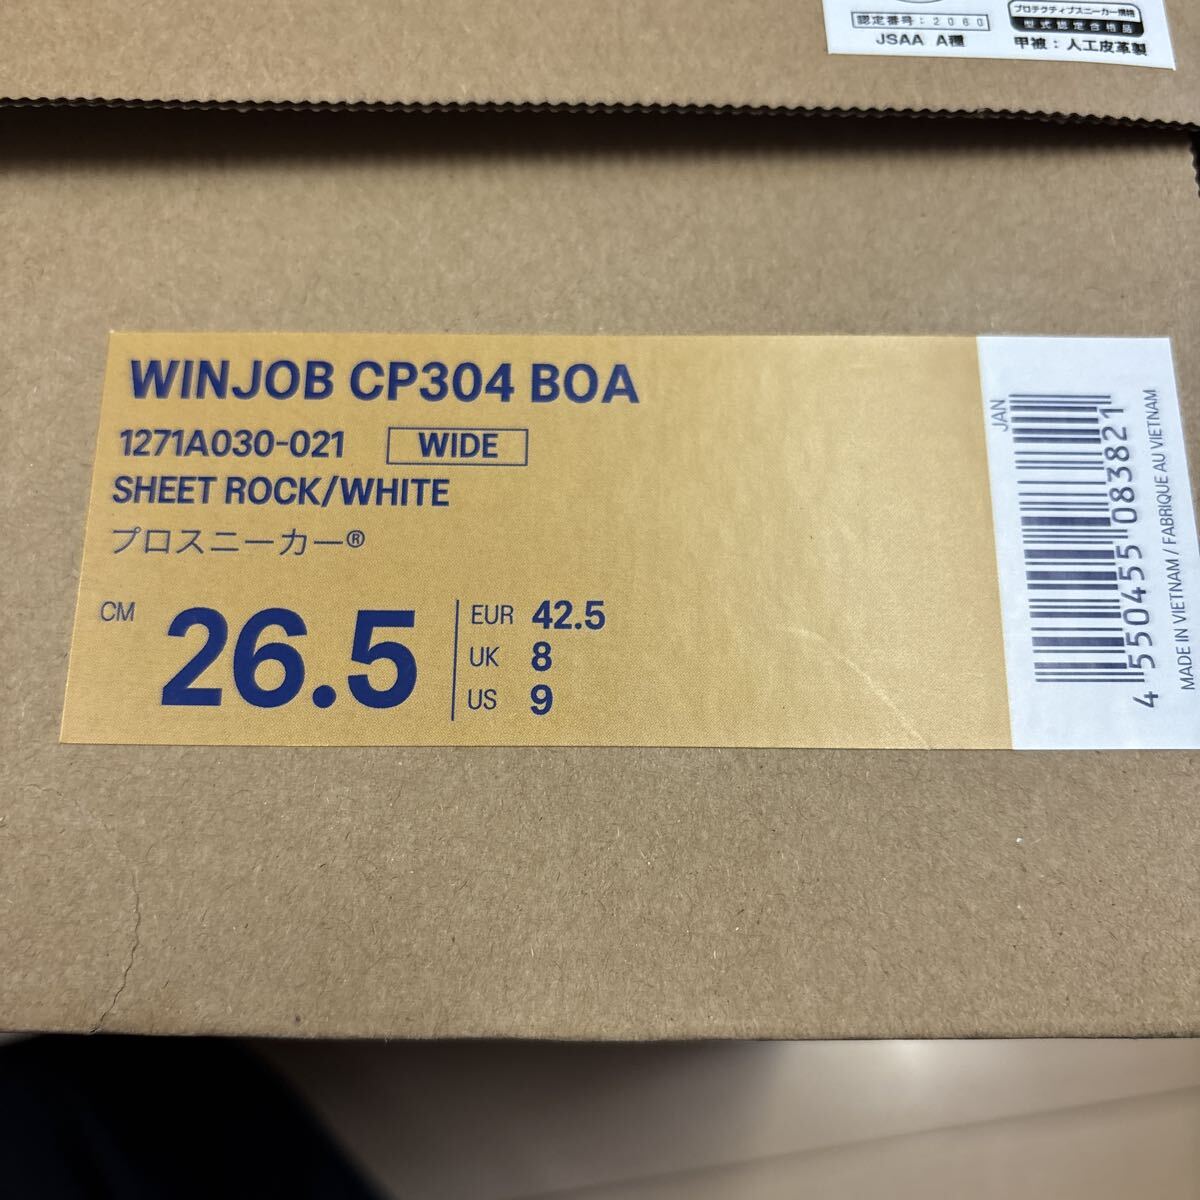 認定番号：2060
JSAA A種
プロテクティブスニーカー規格
型式認定合格品
甲被：人工皮革製
WINJOB CP304 BOA
1271A030-021 WIDE
SHEET ROCK/WHITE
プロスニーカー®
CM 26.5
EUR 42.5
UK 8
US 9
JAN
4550455083821
MADE IN VIETNAM / FABRIQUE AU VIETNAM